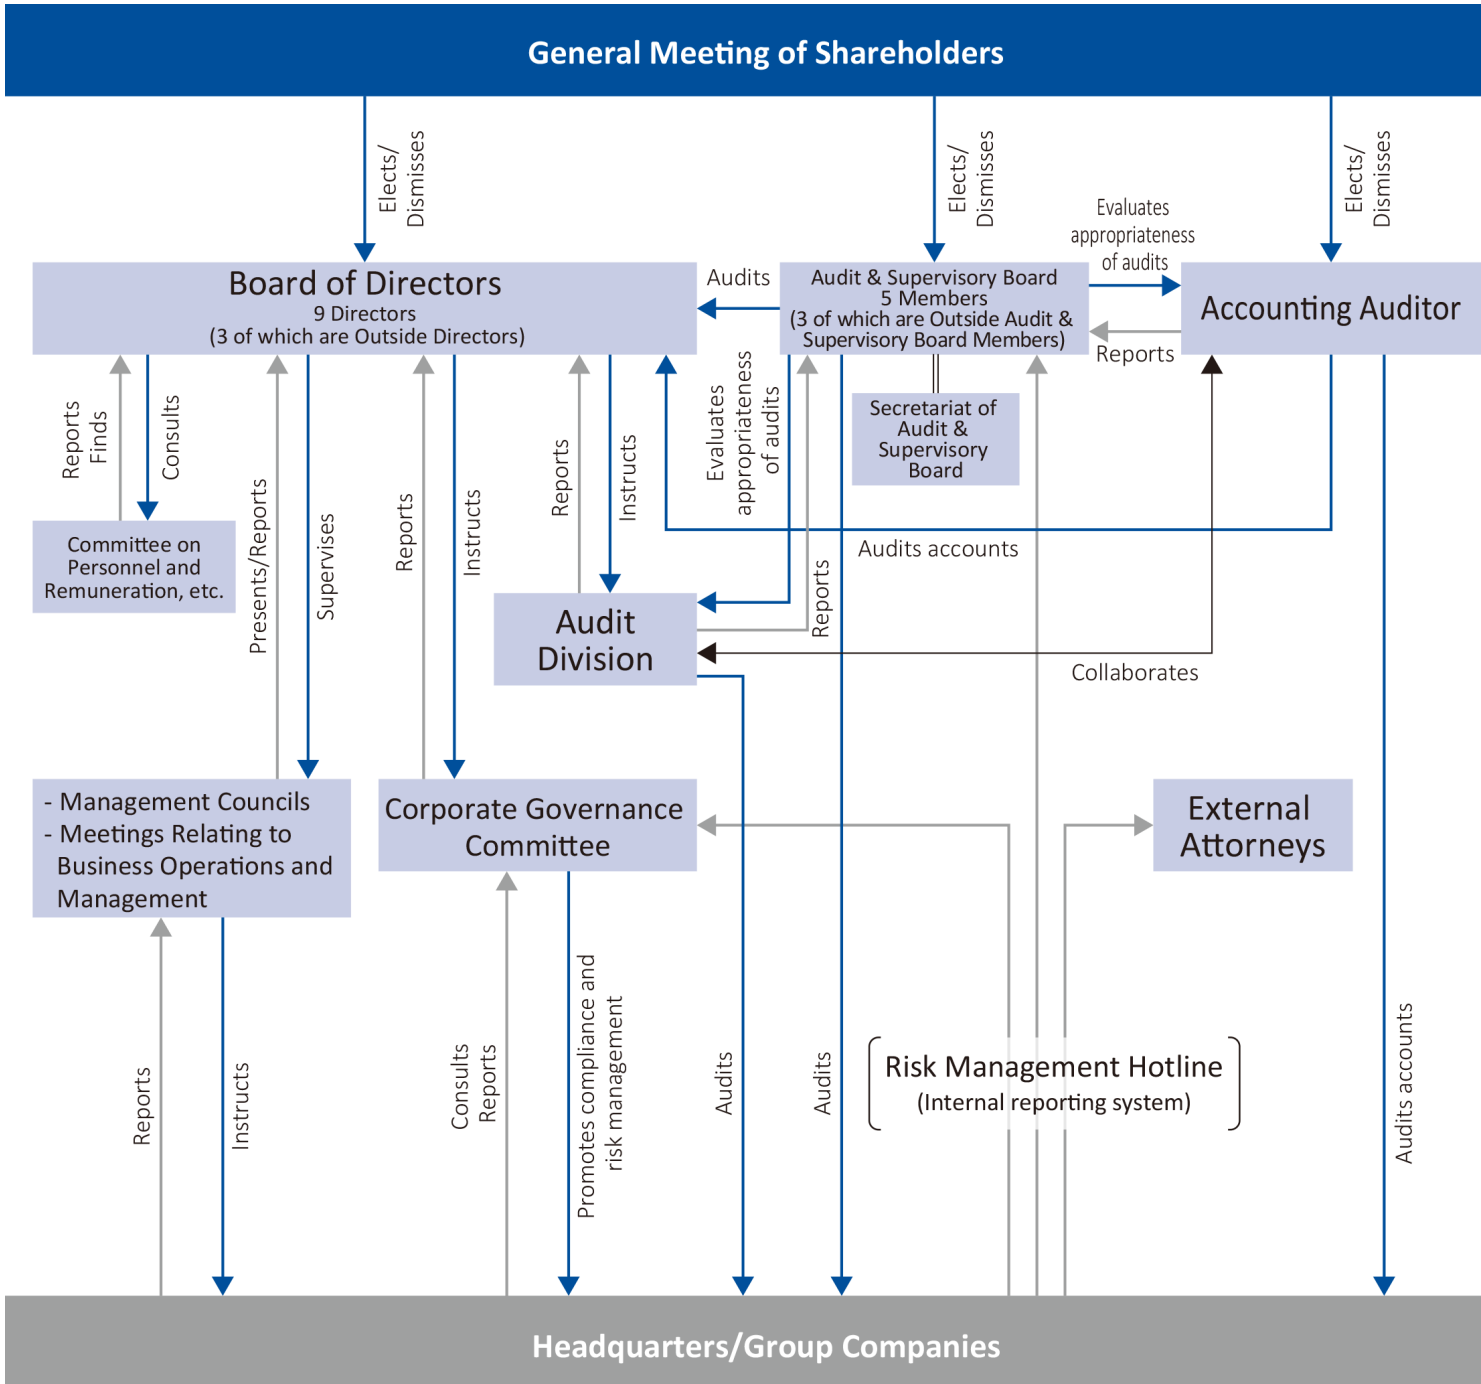 General Meeting of Shareholders
Elects/
Dismisses
Elects/
Dismisses
Elects/
Dismisses
Evaluates
appropriateness
of audits
Board of Directors
9 Directors
(3 of which are Outside Directors)
Audits
Audit & Supervisory Board
5 Members
(3 of which are Outside Audit &
Supervisory Board Members)
Accounting Auditor
Reports
Reports
Finds
Consults
Presents/Reports
Supervises
Reports
Instructs
Reports
Instructs
Evaluates
appropriateness
of audits
Secretariat of
Audit &
Supervisory
Board
Audits accounts
Committee on
Personnel and
Remuneration, etc.
Reports
Audit
Division
Collaborates
- Management Councils
- Meetings Relating to
Business Operations and
Management
Corporate Governance
Committee
External
Attorneys
Reports
Instructs
Consults
Reports
Promotes compliance and
risk management
Audits
Audits
Risk Management Hotline
(Internal reporting system)
Audits accounts
Headquarters/Group Companies